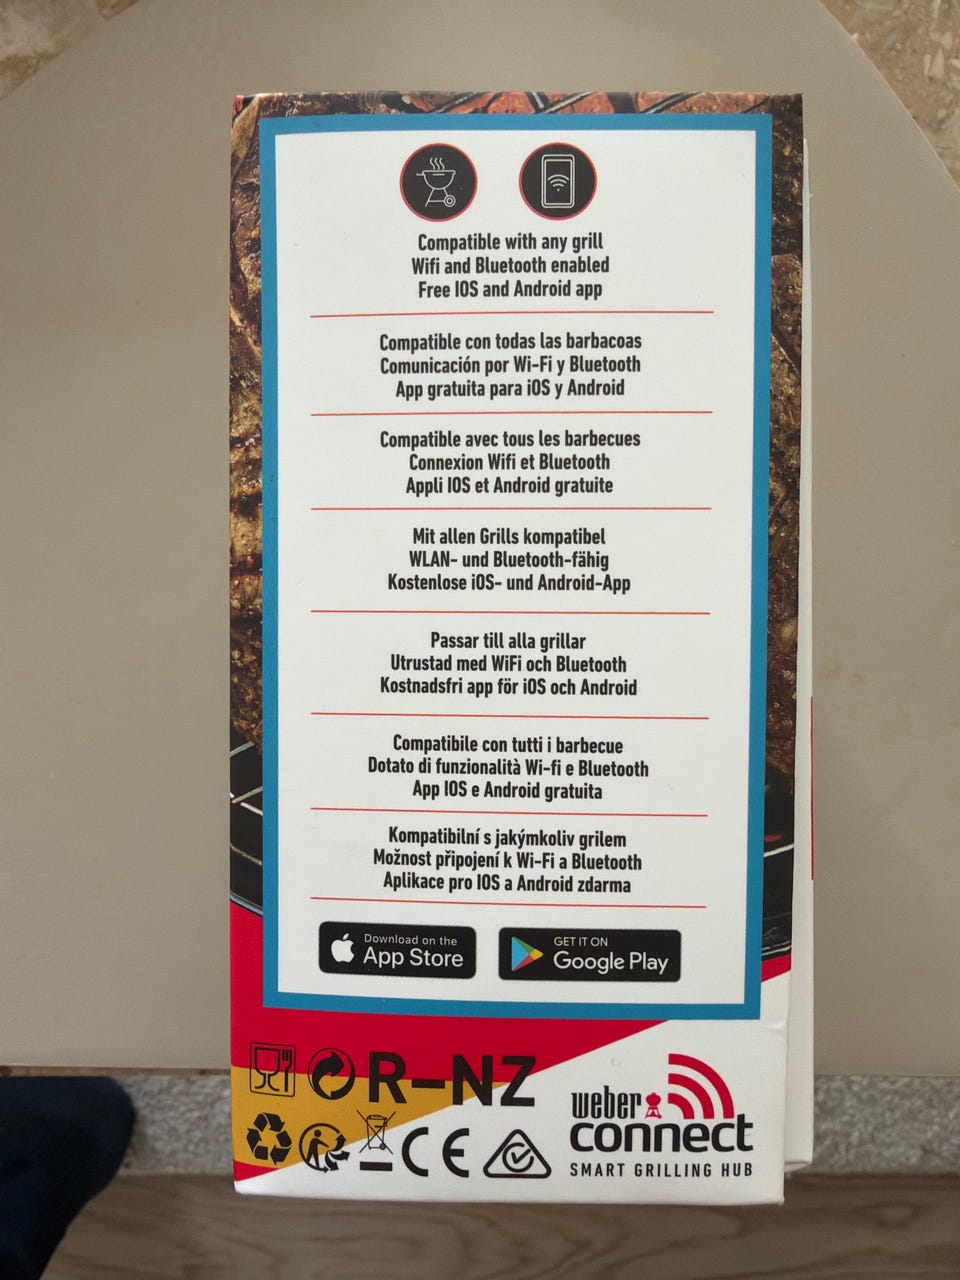 Compatible with any grill
Wifi and Bluetooth enabled
Free IOS and Android app
Compatible con todas las barbacoas
Comunicación por Wi-Fi y Bluetooth
App gratuita para iOS y Android
Compatible avec tous les barbecues
Connexion Wifi et Bluetooth
Appli IOS et Android gratuite
Mit allen Grills kompatibel
WLAN- und Bluetooth-fähig
Kostenlose iOS- und Android-App
Passar till alla grillar
Utrustad med WiFi och Bluetooth
Kostnadsfri app för iOS och Android
Compatibile con tutti i barbecue
Dotato di funzionalità Wi-fi e Bluetooth
App IOS e Android gratuita
Kompatibilní s jakýmkoliv grilem
Možnost připojení k Wi-Fi a Bluetooth
Aplikace pro IOS a Android zdarma
Download on the
App Store
GET IT ON
Google Play
R-NZ
CE
weber
connect
SMART GRILLING HUB